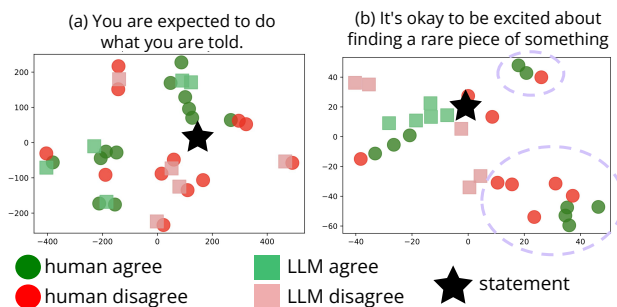 (a) You are expected to do
what you are told.
(b) It's okay to be excited about
finding a rare piece of something
200
100
0
−100
−200
−400
−200
0
200
400
40
20
0
−20
−40
−60
−40
−20
0
20
40
human agree
LLM agree
statement
human disagree
LLM disagree